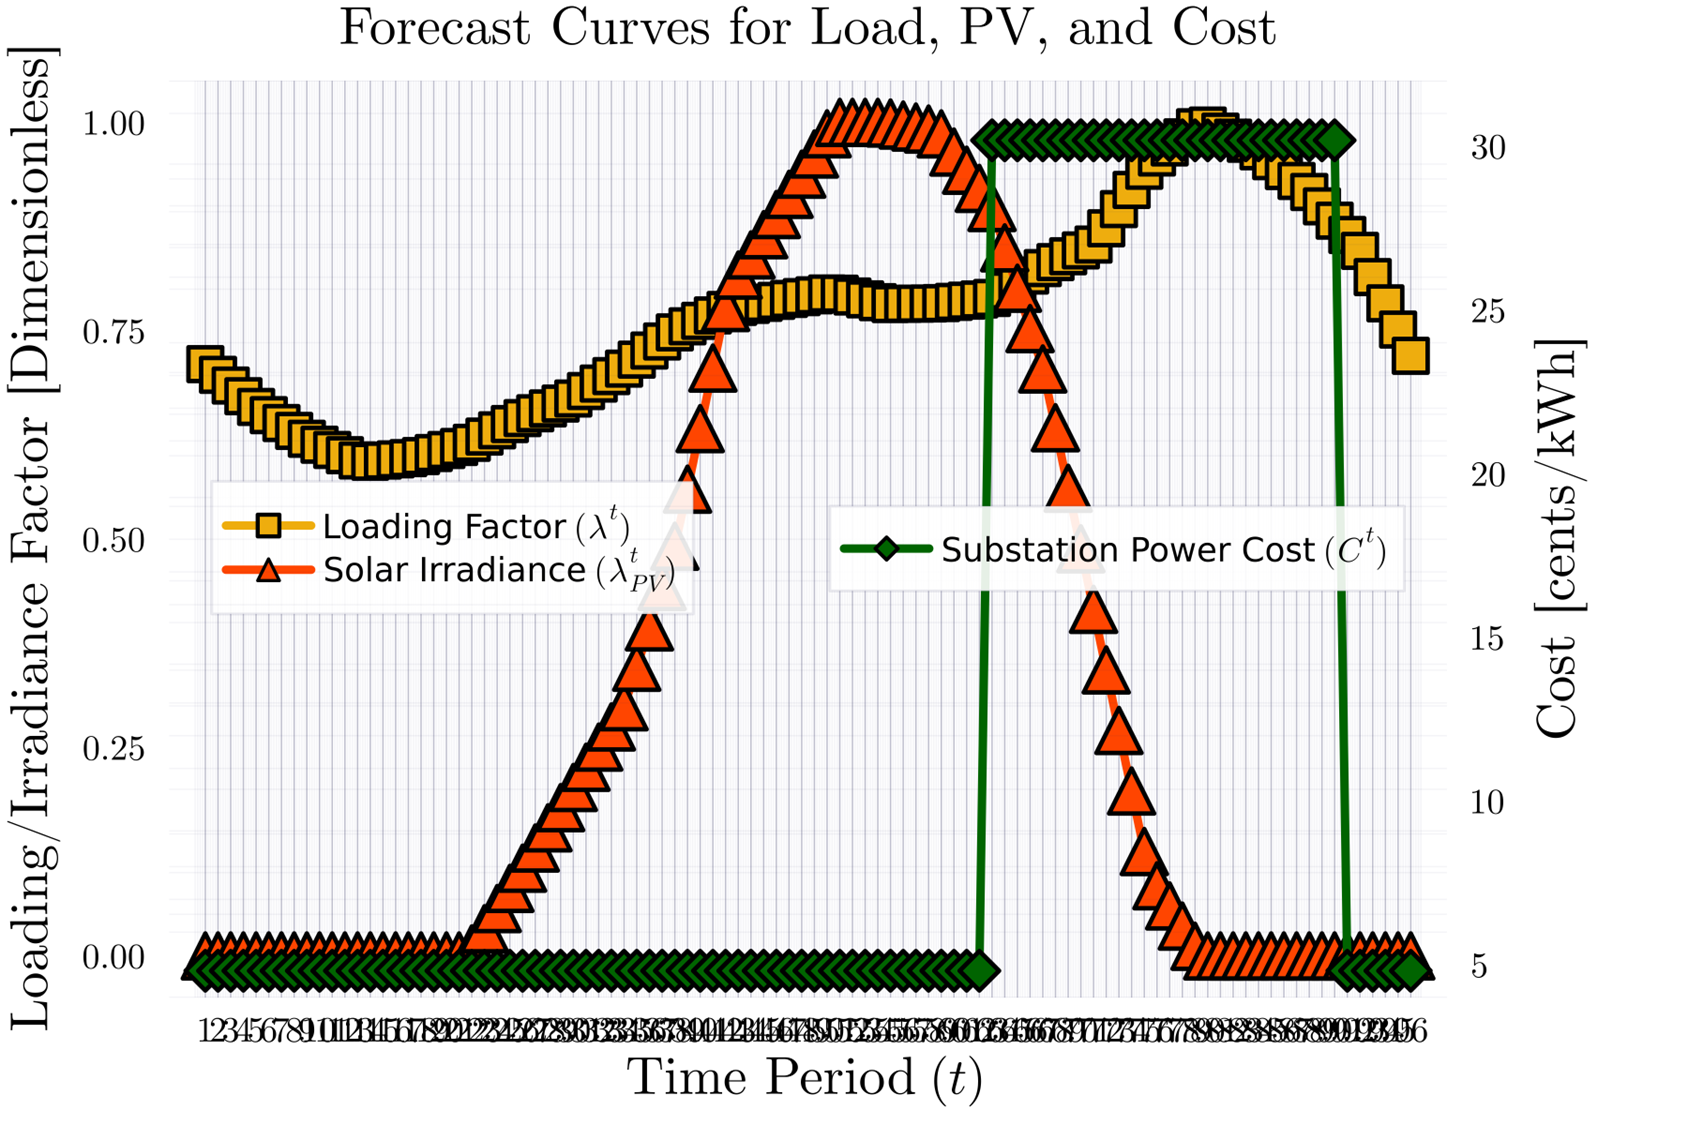 Forecast Curves for Load, PV, and Cost
Loading/Irradiance Factor [Dimensionless]
1.00
0.75
0.50
0.25
0.00
Loading Factor (λ^t)
Solar Irradiance (λ^t_PV)
Substation Power Cost (C^t)
30
25
20
15
10
5
Cost [cents/kWh]
Time Period (t)